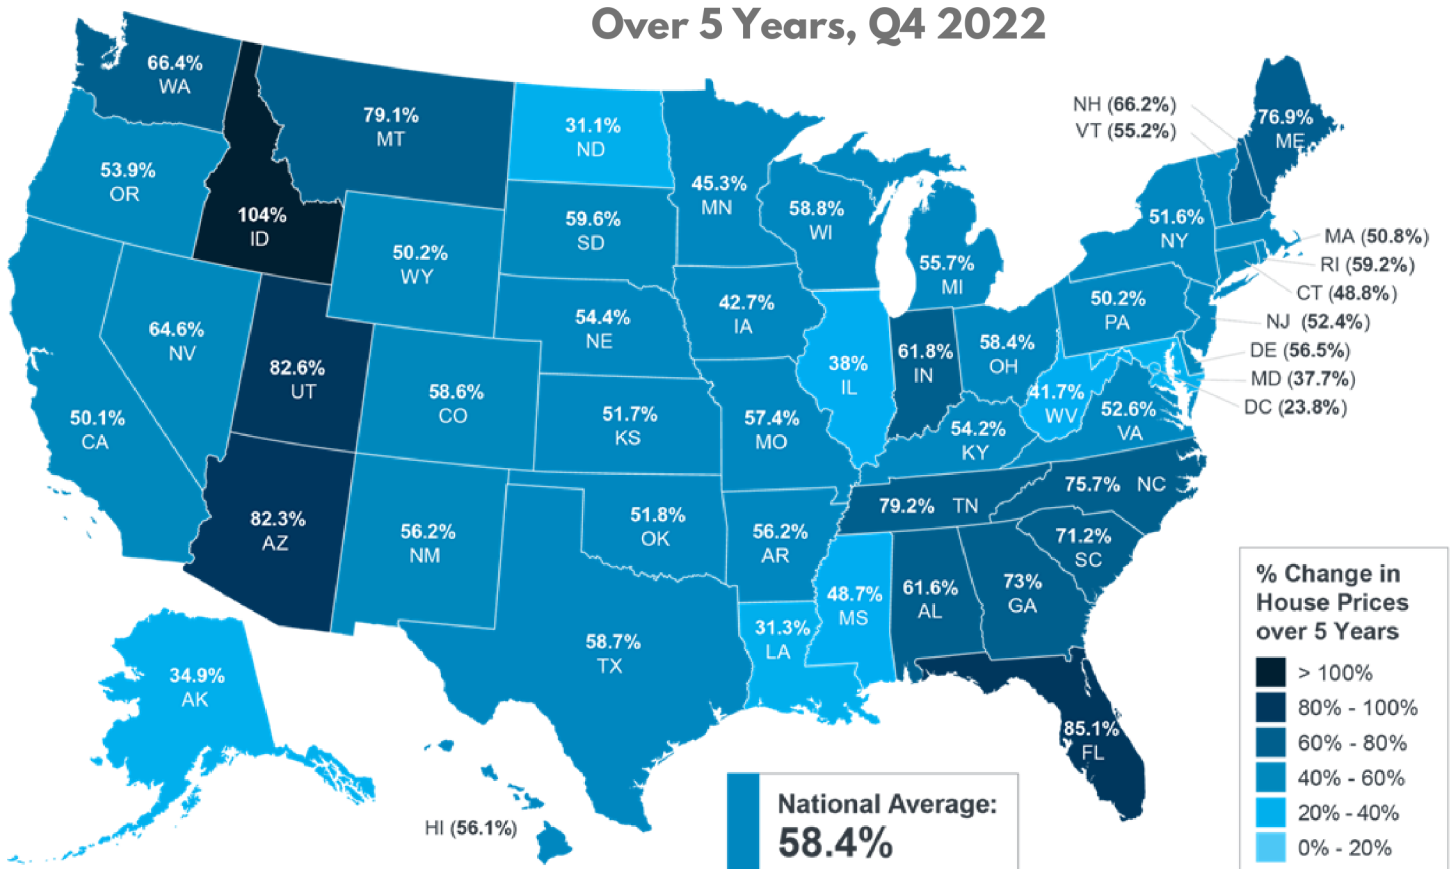 Over 5 Years, Q4 2022
66.4%
WA
79.1%
MT
31.1%
ND
NH (66.2%)
VT (55.2%)
76.9%
ME
53.9%
OR
104%
ID
45.3%
MN
58.8%
WI
59.6%
SD
50.2%
WY
55.7%
MI
51.6%
NY
MA (50.8%)
RI (59.2%)
CT (48.8%)
NJ (52.4%)
DE (56.5%)
MD (37.7%)
DC (23.8%)
64.6%
NV
82.6%
UT
54.4%
NE
42.7%
IA
38%
IL
61.8%
IN
58.4%
OH
50.2%
PA
50.1%
CA
58.6%
CO
51.7%
KS
57.4%
MO
54.2%
KY
41.7%
WV
52.6%
VA
82.3%
AZ
56.2%
NM
51.8%
OK
56.2%
AR
79.2% TN
75.7% NC
71.2%
SC
58.7%
TX
31.3%
LA
48.7%
MS
61.6%
AL
73%
GA
85.1%
FL
34.9%
AK
HI (56.1%)
National Average:
58.4%
% Change in
House Prices
over 5 Years
> 100%
80% - 100%
60% - 80%
40% - 60%
20% - 40%
0% - 20%